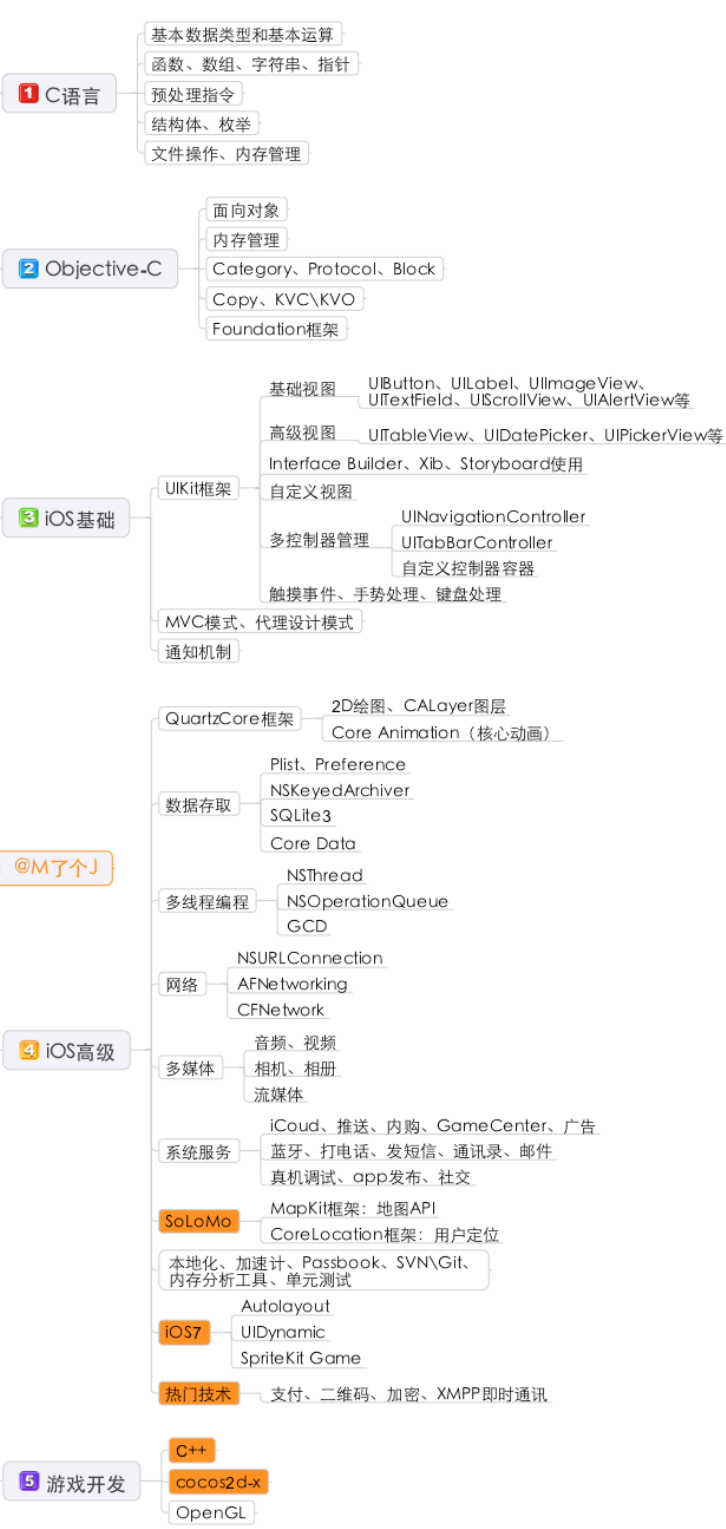 1 C语言
基本数据类型和基本运算
函数、数组、字符串、指针
预处理指令
结构体、枚举
文件操作、内存管理
2 Objective-C
面向对象
内存管理
Category、Protocol、Block
Copy、KVC\KVO
Foundation框架
3 iOS基础
UIKit框架
基础视图
UIButton、UILabel、UIImageView、
UITextField、UIScrollView、UIAlertView等
高级视图
UITableView、UIDatePicker、UIPickerView等
Interface Builder、Xib、Storyboard使用
自定义视图
多控制器管理
UINavigationController
UITabBarController
自定义控制器容器
触摸事件、手势处理、键盘处理
MVC模式、代理设计模式
通知机制
@M了个J
4 iOS高级
QuartzCore框架
2D绘图、CALayer图层
Core Animation（核心动画）
数据存取
Plist、Preference
NSKeyedArchiver
SQLite3
Core Data
多线程编程
NSThread
NSOperationQueue
GCD
网络
NSURLConnection
AFNetworking
CFNetwork
多媒体
音频、视频
相机、相册
流媒体
系统服务
iCoud、推送、内购、GameCenter、广告
蓝牙、打电话、发短信、通讯录、邮件
真机调试、app发布、社交
SoLoMo
MapKit框架：地图API
CoreLocation框架：用户定位
本地化、加速计、Passbook、SVN\Git、
内存分析工具、单元测试
iOS7
Autolayout
UIDynamic
SpriteKit Game
热门技术
支付、二维码、加密、XMPP即时通讯
5 游戏开发
C++
cocos2d-x
OpenGL